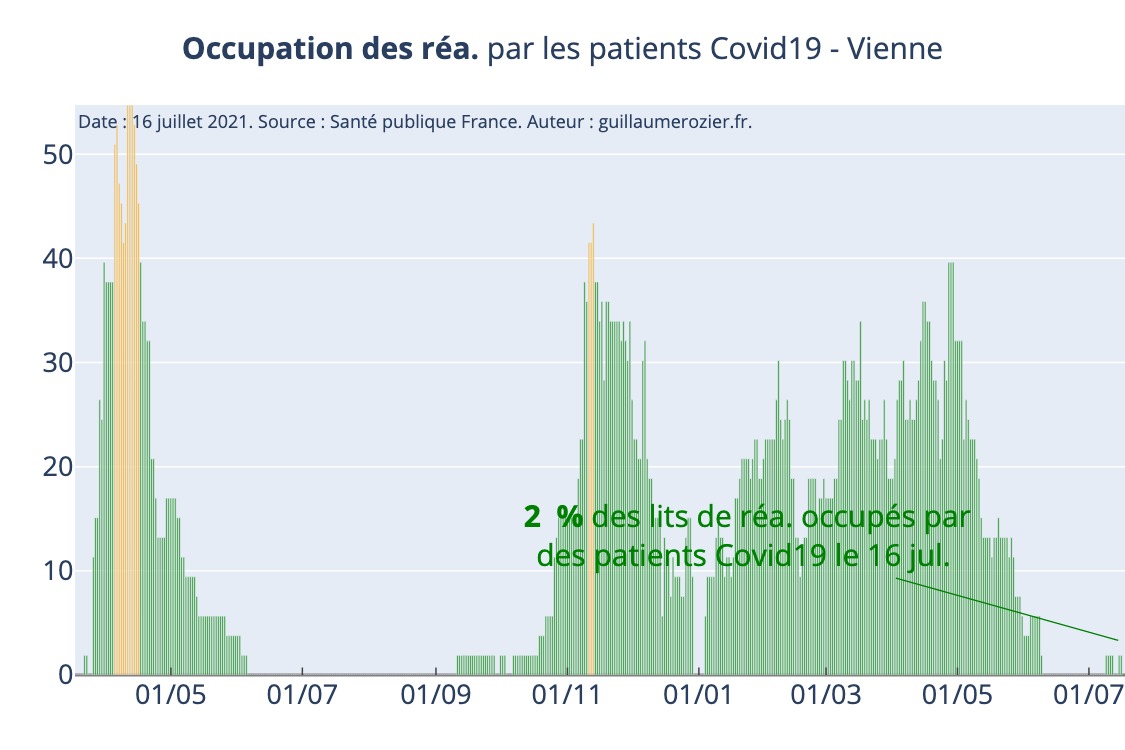 Occupation des réa. par les patients Covid19 - Vienne
Date : 16 juillet 2021. Source : Santé publique France. Auteur : guillaumerozier.fr.
50
40
30
20
2 % des lits de réa. occupés par
des patients Covid19 le 16 jul.
10
0
01/05 01/07 01/09 01/11 01/01 01/03 01/05 01/07